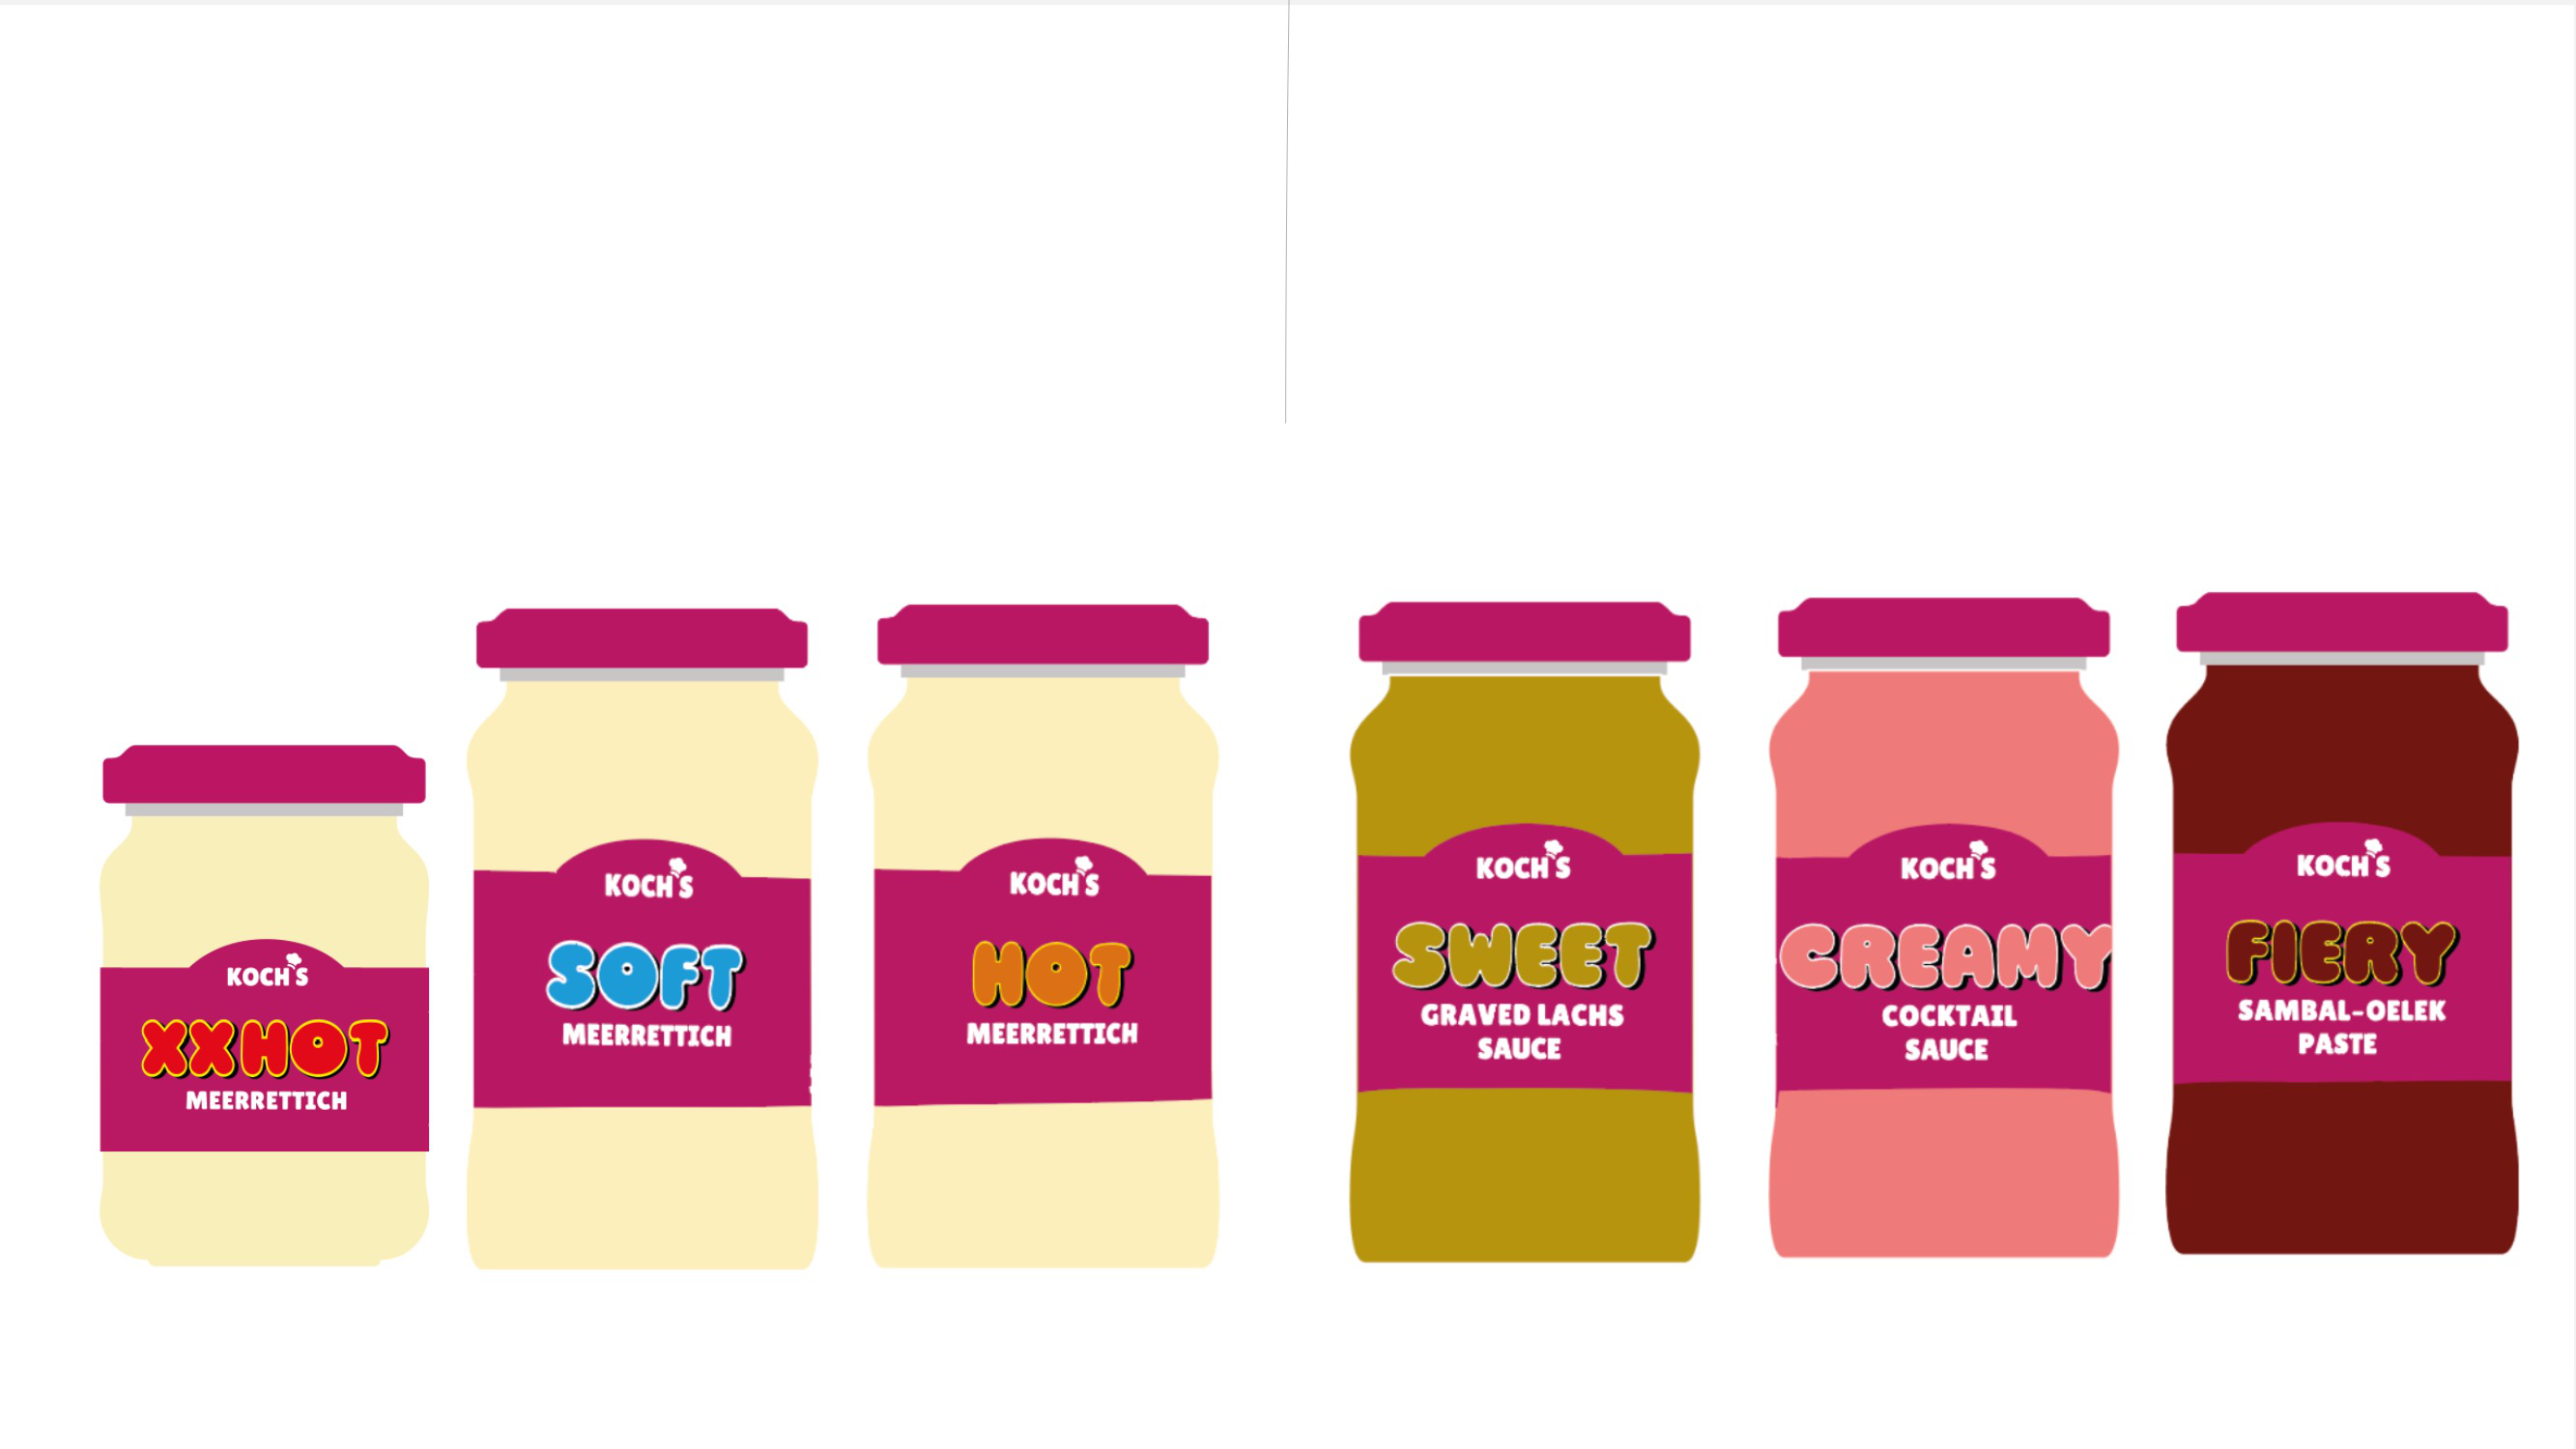 KOCH'S
XXHOT
MEERRETTICH
KOCH'S
SOFT
MEERRETTICH
KOCH'S
HOT
MEERRETTICH
KOCH'S
SWEET
GRAVED LACHS
SAUCE
KOCH'S
CREAMY
COCKTAIL
SAUCE
KOCH'S
FIERY
SAMBAL-OELEK
PASTE